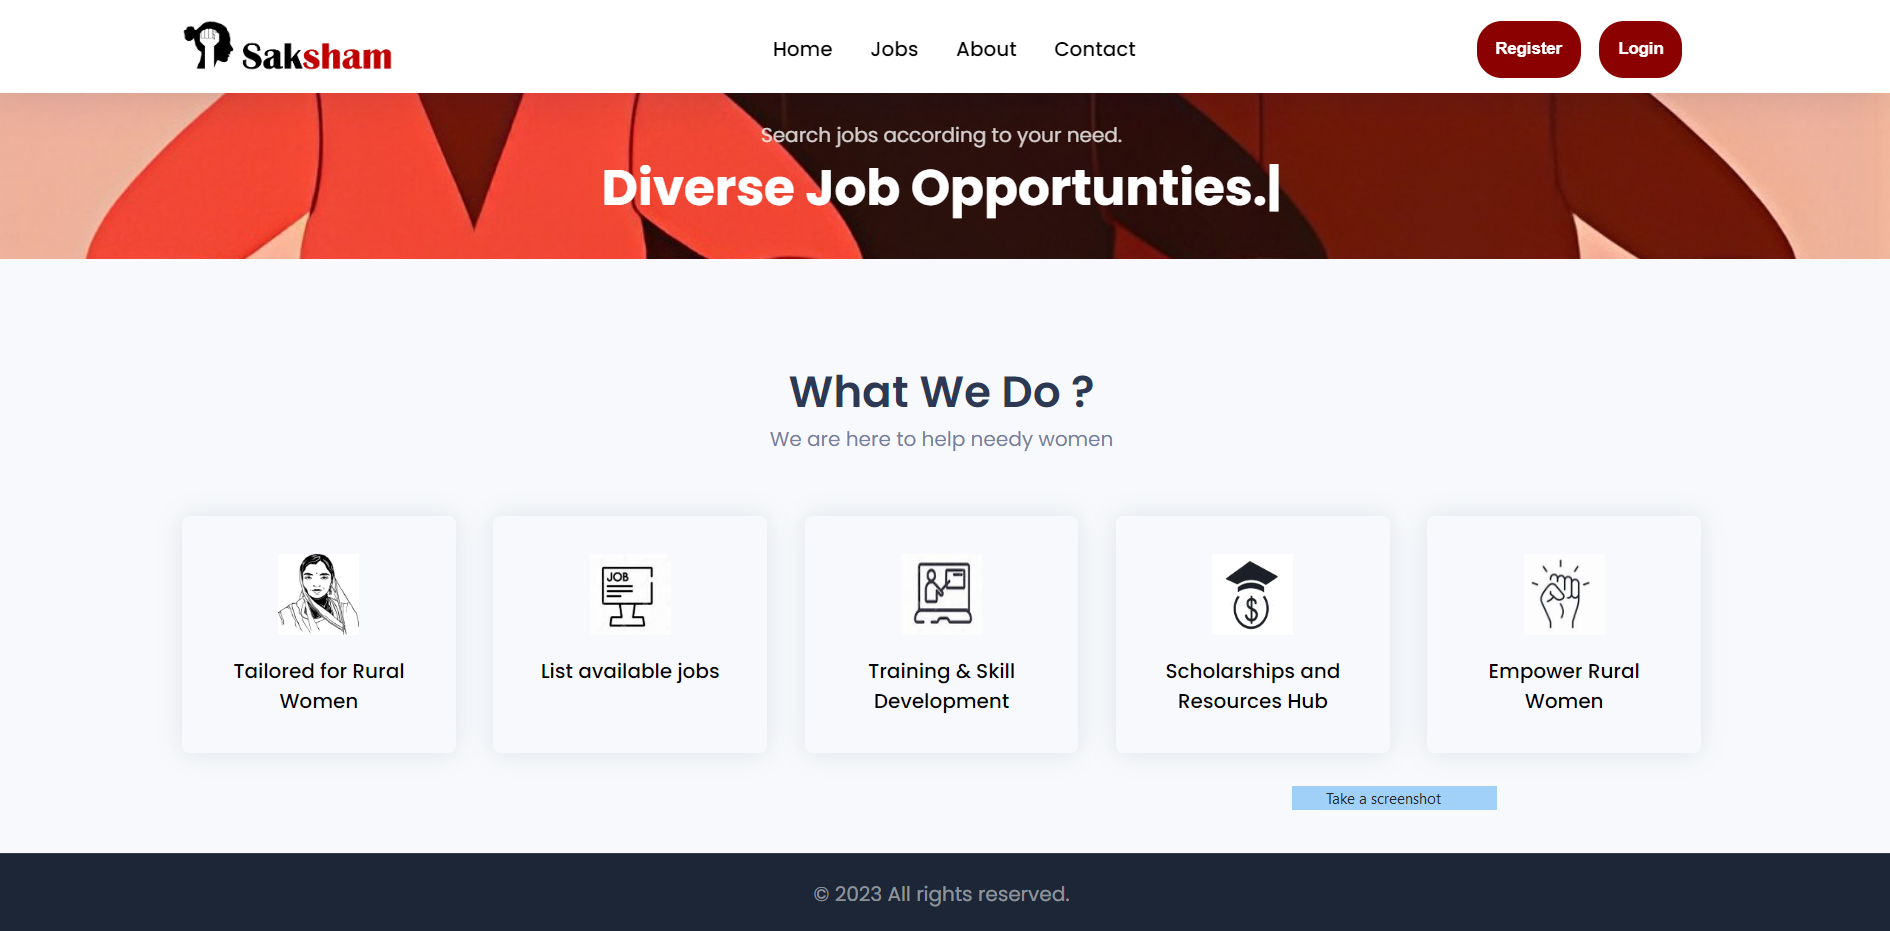 Saksham
Home Jobs About Contact
Register Login
Search jobs according to your need.
Diverse Job Opportunties.|
What We Do ?
We are here to help needy women
Tailored for Rural
Women
JOB
List available jobs
Training & Skill
Development
$
Scholarships and
Resources Hub
Empower Rural
Women
Take a screenshot
© 2023 All rights reserved.